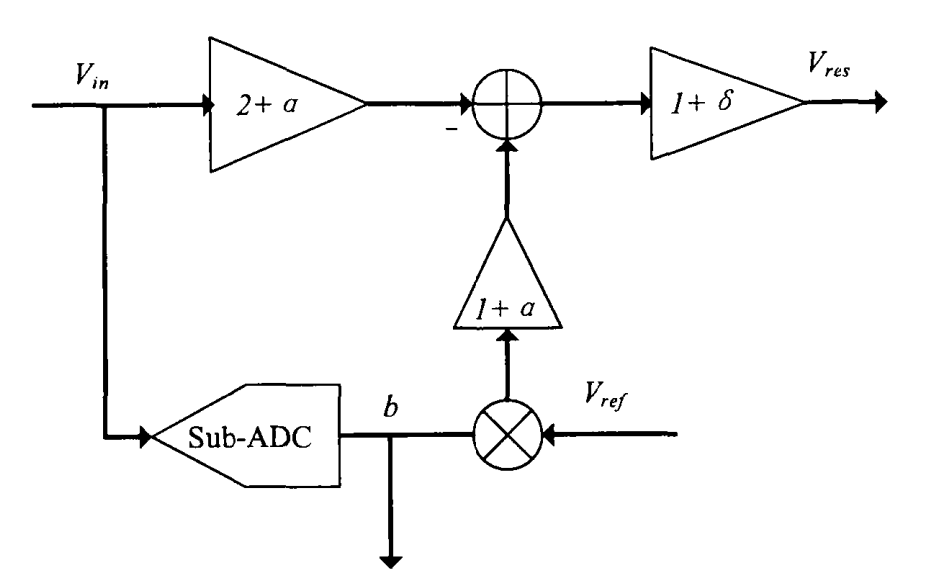 V_in
2+ a
-
1+ δ
V_res
1+ a
Sub-ADC
b
V_ref